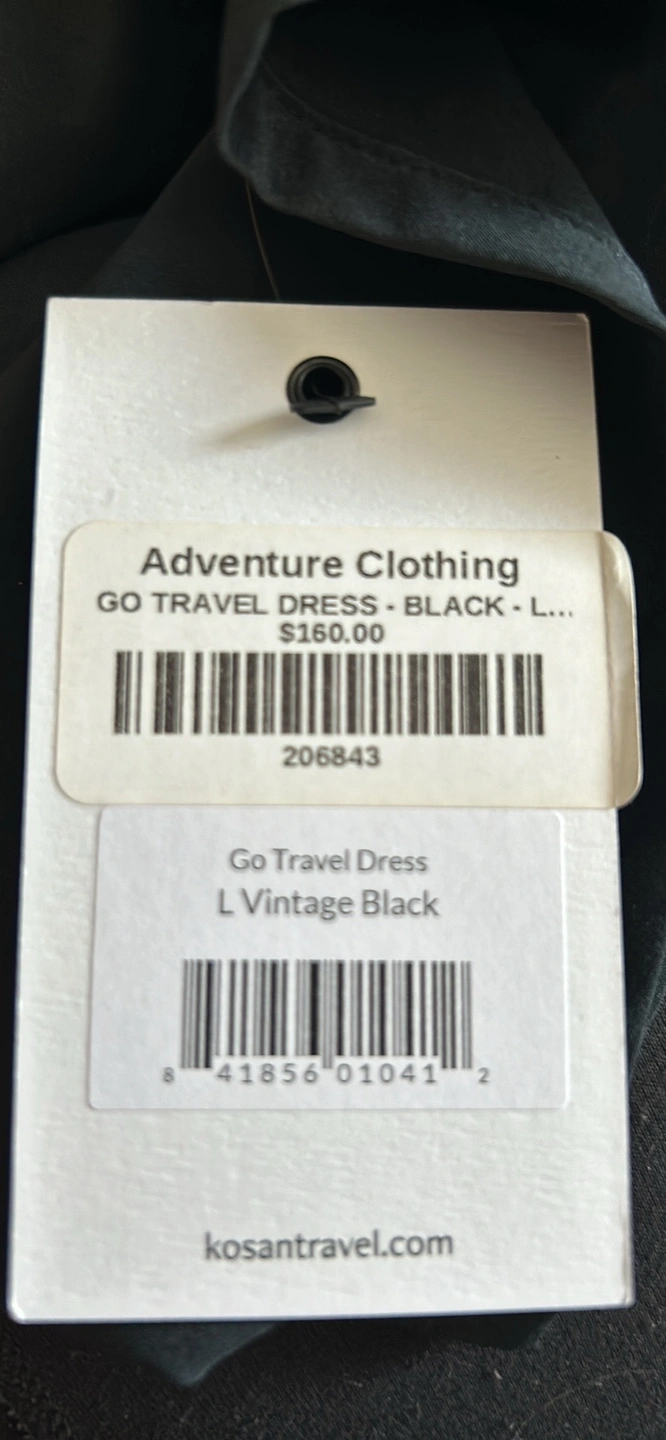 Adventure Clothing
GO TRAVEL DRESS - BLACK - L...
$160.00
206843
Go Travel Dress
L Vintage Black
8 41856 01041 2
kosantravel.com